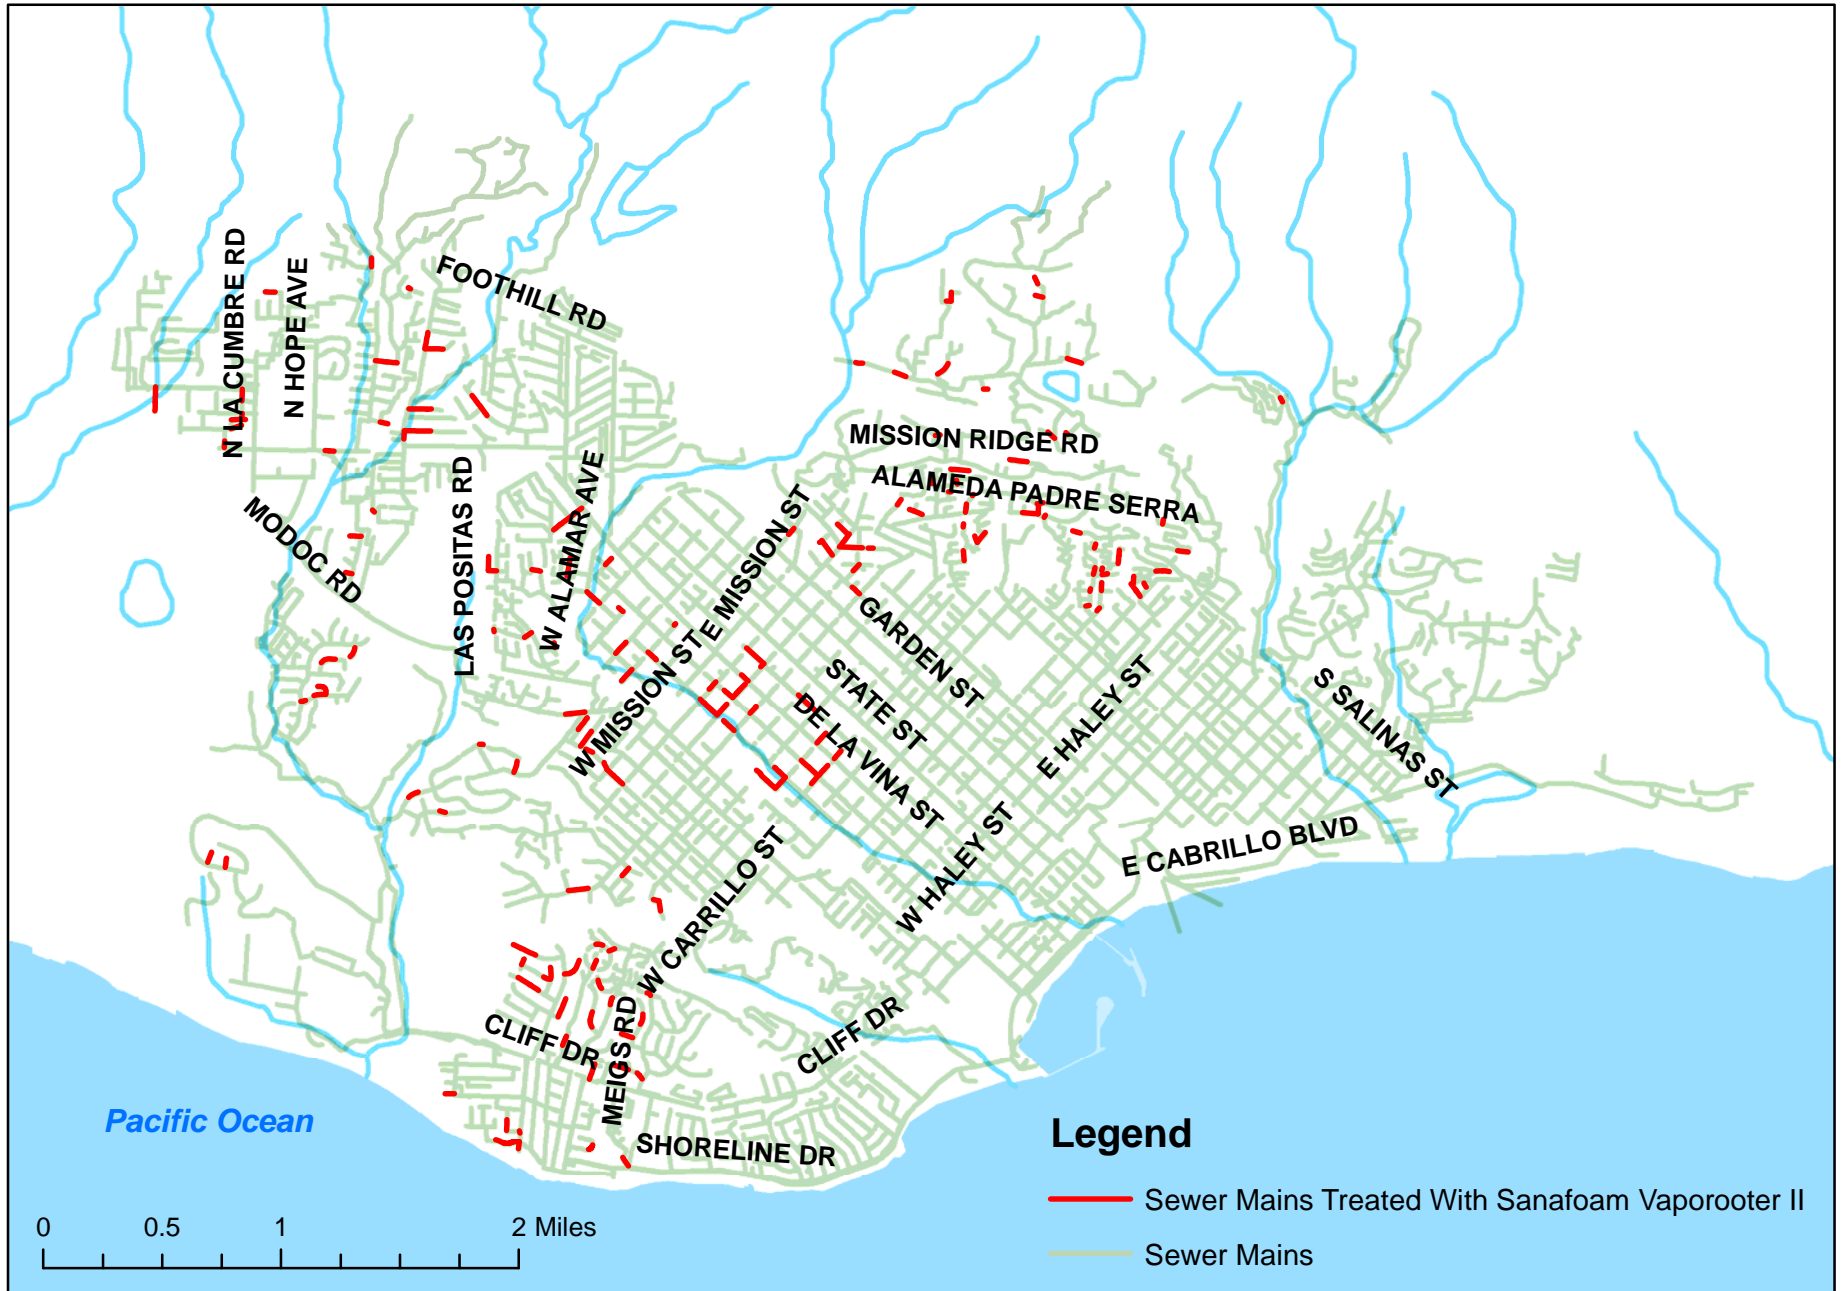 FOOTHILL RD
N LA CUMBRE RD
N HOPE AVE
MISSION RIDGE RD
ALAMEDA PADRE SERRA
MODOC RD
LAS POSITAS RD
W ALAMAR AVE
E MISSION ST
GARDEN ST
W MISSION ST
STATE ST
DE LA VINA ST
E HALEY ST
S SALINAS ST
W HALEY ST
E CABRILLO BLVD
W CARRILLO ST
CLIFF DR
CLIFF DR
MEIGS RD
SHORELINE DR
Pacific Ocean
Legend
Sewer Mains Treated With Sanafoam Vaporooter II
Sewer Mains
0 0.5 1 2 Miles